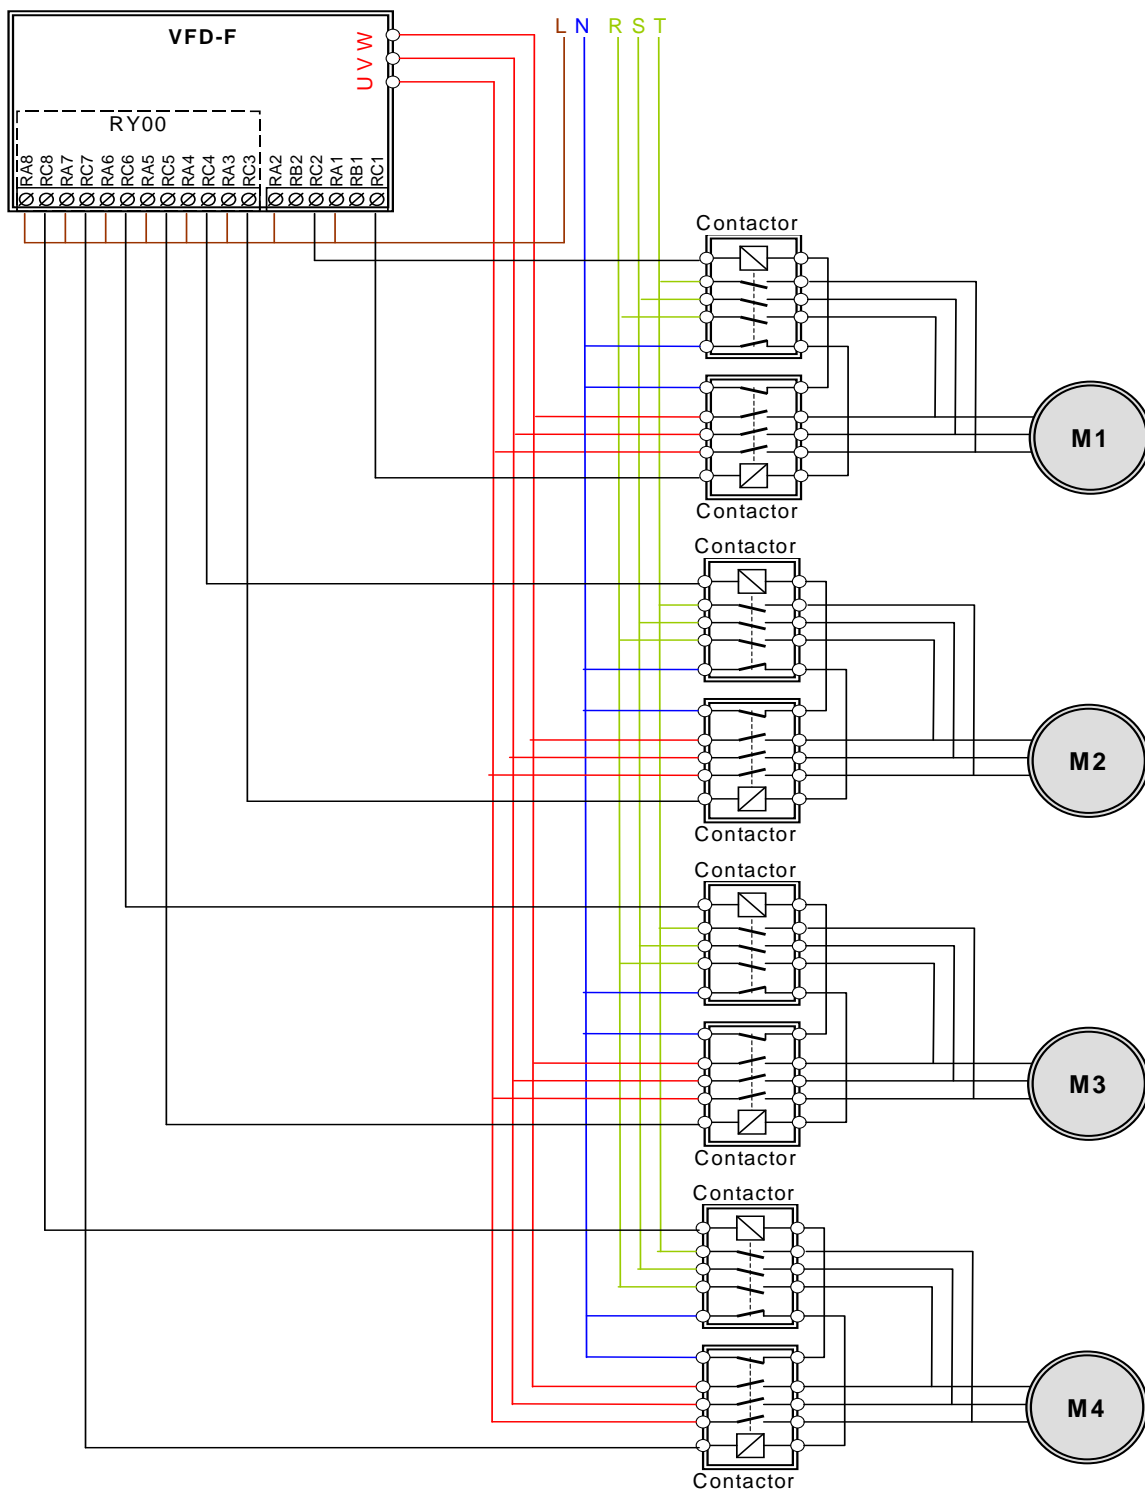 VFD-F
L N R S T
U V W
RY00
RA8 RC8 RA7 RC7 RA6 RC6 RA5 RC5 RA4 RC4 RA3 RC3 RA2 RB2 RC2 RA1 RB1 RC1
Contactor
M1
Contactor
Contactor
M2
Contactor
Contactor
M3
Contactor
Contactor
M4
Contactor